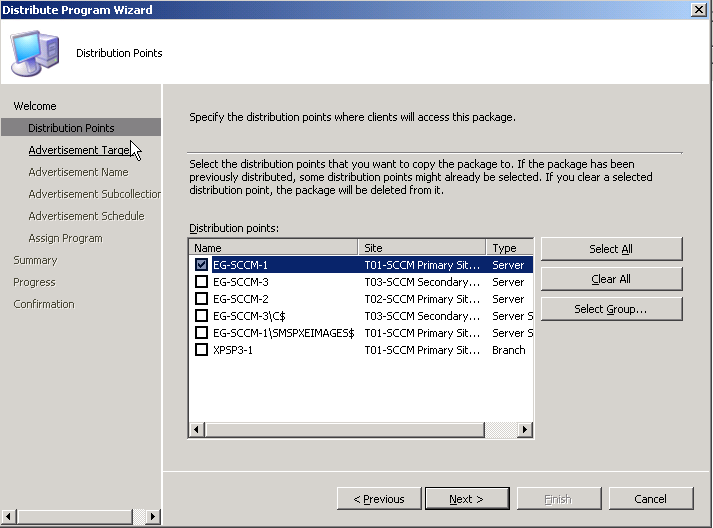 Distribute Program Wizard
Distribution Points
Welcome
Distribution Points
Advertisement Targe
Advertisement Name
Advertisement Subcollection
Advertisement Schedule
Assign Program
Summary
Progress
Confirmation
Specify the distribution points where clients will access this package.
Select the distribution points that you want to copy the package to. If the package has been
previously distributed, some distribution points might already be selected. If you clear a selected
distribution point, the package will be deleted from it.
Distribution points:
Name Site Type
EG-SCCM-1 T01-SCCM Primary Sit... Server
EG-SCCM-3 T03-SCCM Secondary... Server
EG-SCCM-2 T02-SCCM Primary Sit... Server
EG-SCCM-3\C$ T03-SCCM Secondary... Server S
EG-SCCM-1\SMSPXEIMAGES$ T01-SCCM Primary Sit... Server S
XPSP3-1 T01-SCCM Primary Sit... Branch
Select All
Clear All
Select Group...
< Previous
Next >
Finish
Cancel